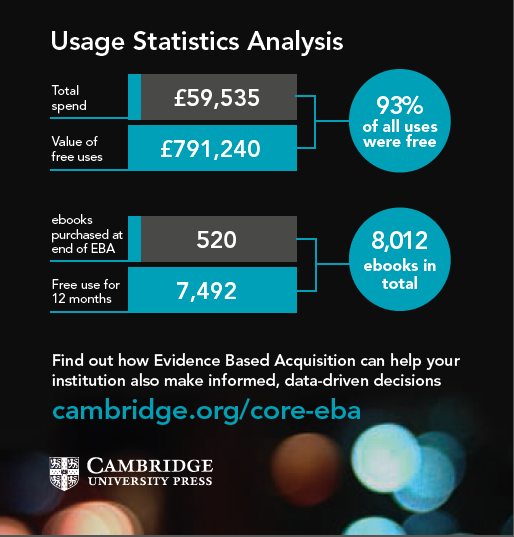 Usage Statistics Analysis
Total
spend
£59,535
Value of
free uses
£791,240
93%
of all uses
were free
ebooks
purchased at
end of EBA
520
Free use for
12 months
7,492
8,012
ebooks in
total
Find out how Evidence Based Acquisition can help your
institution also make informed, data-driven decisions
cambridge.org/core-eba
CAMBRIDGE
UNIVERSITY PRESS